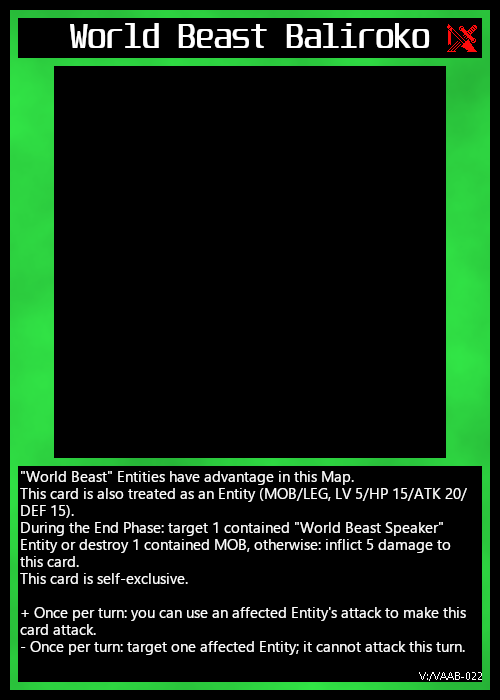 World Beast Baliroko
"World Beast" Entities have advantage in this Map.
This card is also treated as an Entity (MOB/LEG, LV 5/HP 15/ATK 20/
DEF 15).
During the End Phase: target 1 contained "World Beast Speaker"
Entity or destroy 1 contained MOB, otherwise: inflict 5 damage to
this card.
This card is self-exclusive.
+ Once per turn: you can use an affected Entity's attack to make this
card attack.
- Once per turn: target one affected Entity; it cannot attack this turn.
V:/VAAB-022